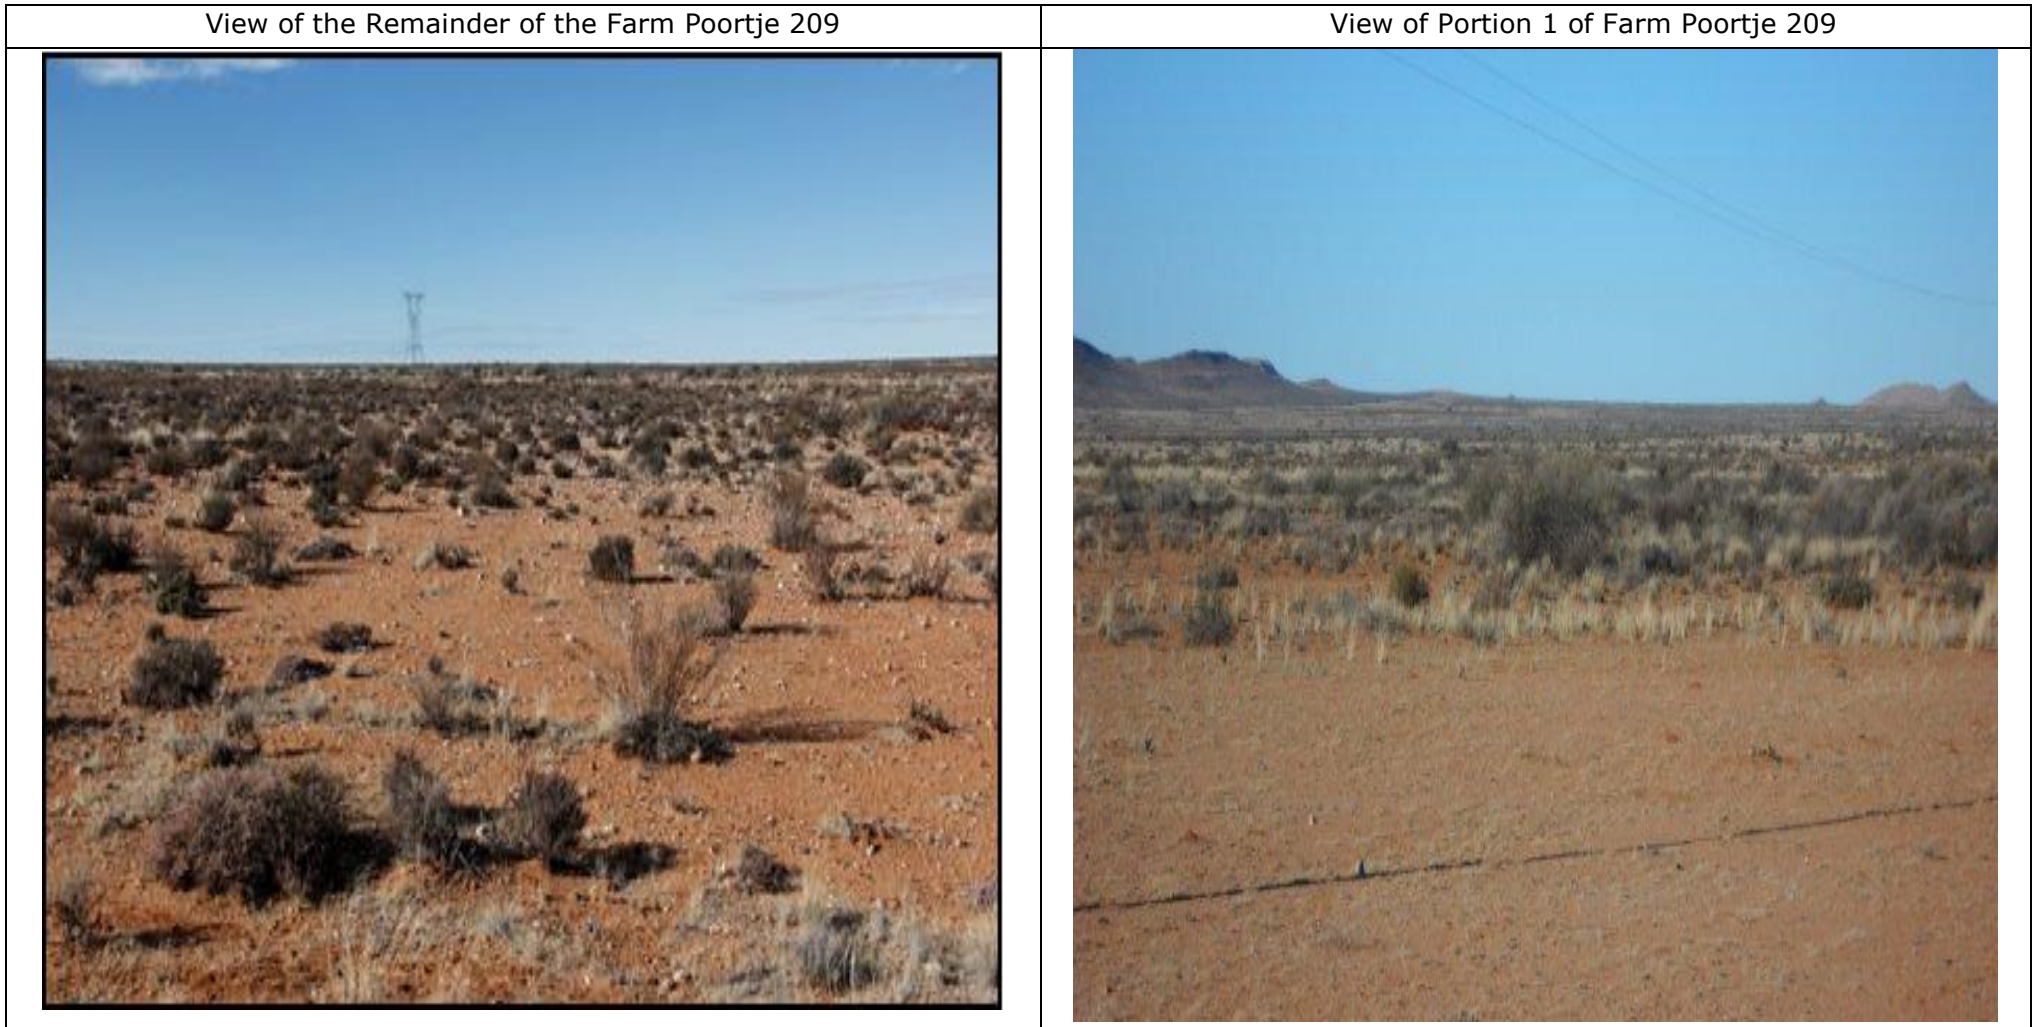 View of the Remainder of the Farm Poortje 209
View of Portion 1 of Farm Poortje 209